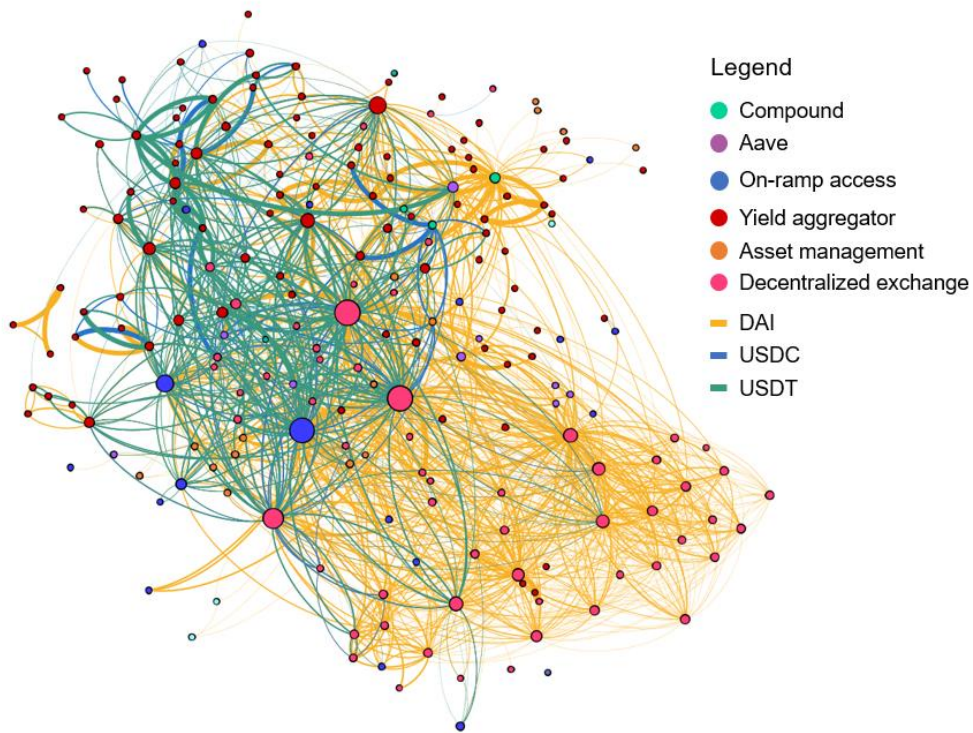 Legend
Compound
Aave
On-ramp access
Yield aggregator
Asset management
Decentralized exchange
DAI
USDC
USDT